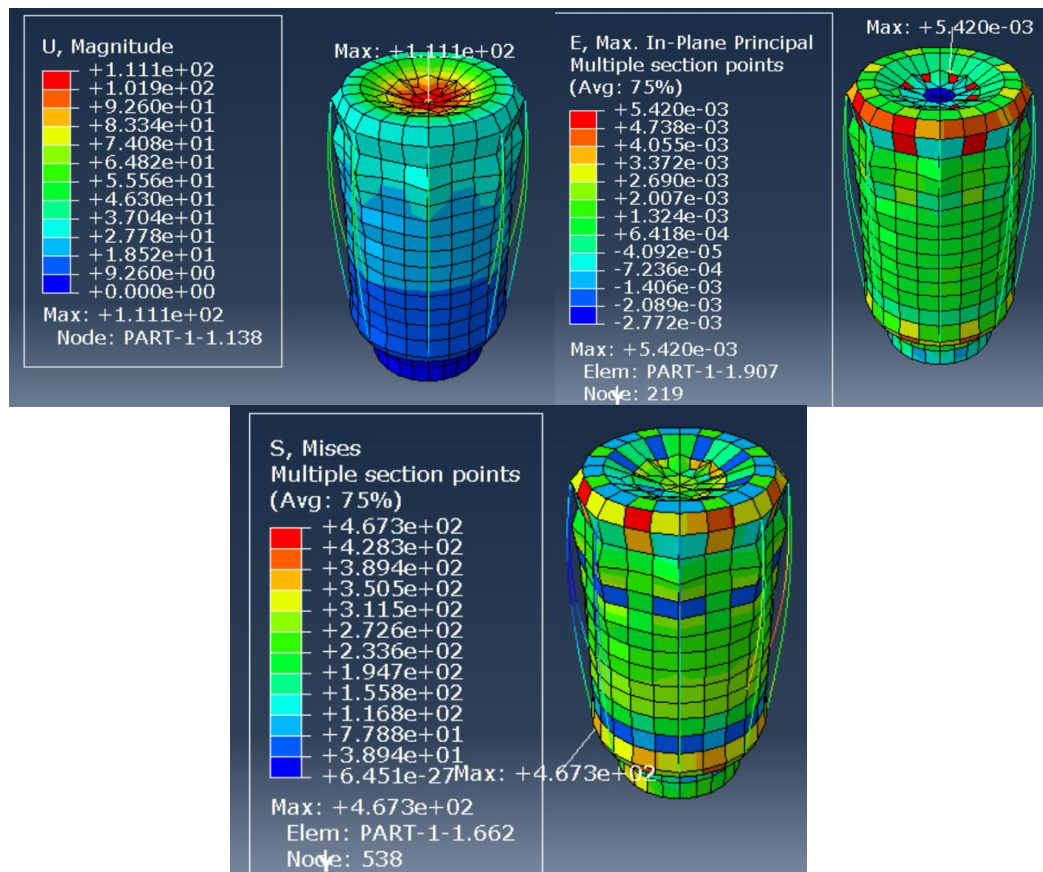 U, Magnitude
+1.111e+02
+1.019e+02
+9.260e+01
+8.334e+01
+7.408e+01
+6.482e+01
+5.556e+01
+4.630e+01
+3.704e+01
+2.778e+01
+1.852e+01
+9.260e+00
+0.000e+00
Max: +1.111e+02
Node: PART-1-1.138
Max: +1.111e+02
E, Max. In-Plane Principal
Multiple section points
(Avg: 75%)
+5.420e-03
+4.738e-03
+4.055e-03
+3.372e-03
+2.690e-03
+2.007e-03
+1.324e-03
+6.418e-04
-4.092e-05
-7.236e-04
-1.406e-03
-2.089e-03
-2.772e-03
Max: +5.420e-03
Elem: PART-1-1.907
Node: 219
Max: +5.420e-03
S, Mises
Multiple section points
(Avg: 75%)
+4.673e+02
+4.283e+02
+3.894e+02
+3.505e+02
+3.115e+02
+2.726e+02
+2.336e+02
+1.947e+02
+1.558e+02
+1.168e+02
+7.788e+01
+3.894e+01
+6.451e-27
Max: +4.673e+02
Max: +4.673e+02
Elem: PART-1-1.662
Node: 538